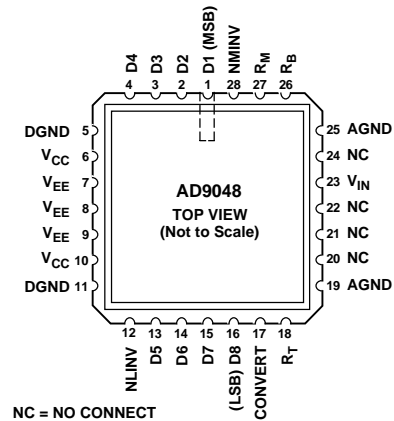 D4
D3
D2
D1 (MSB)
NMINV
RM
RB
4 3 2 1 28 27 26
DGND 5
VCC 6
VEE 7
VEE 8
VEE 9
VCC 10
DGND 11
25 AGND
24 NC
23 VIN
22 NC
21 NC
20 NC
19 AGND
AD9048
TOP VIEW
(Not to Scale)
12 13 14 15 16 17 18
NLINV
D5
D6
D7
(LSB) D8
CONVERT
RT
NC = NO CONNECT